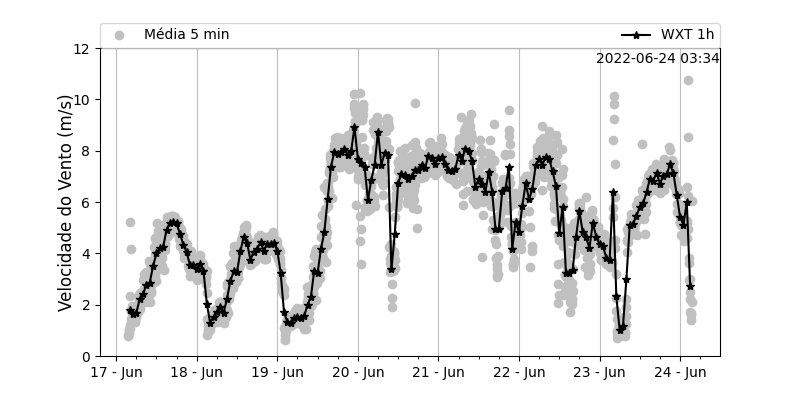 Média 5 min
WXT 1h
2022-06-24 03:34
Velocidade do Vento (m/s)
12
10
8
6
4
2
0
17 - Jun
18 - Jun
19 - Jun
20 - Jun
21 - Jun
22 - Jun
23 - Jun
24 - Jun